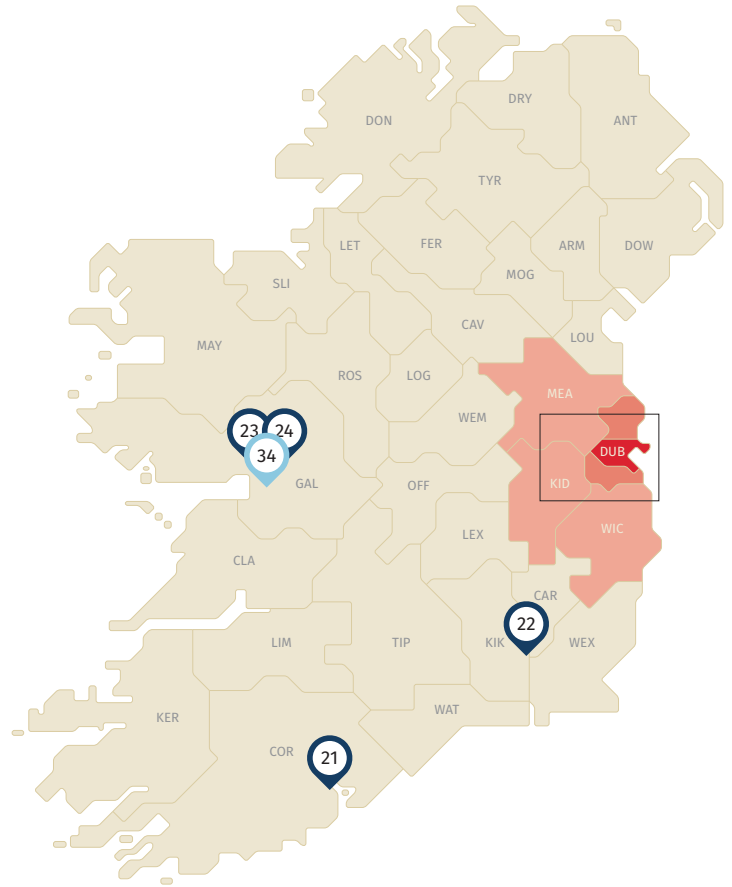 DRY
DON
ANT
TYR
LET
FER
ARM
DOW
MOG
SLI
CAV
LOU
MAY
ROS
LOG
MEA
WEM
23
24
DUB
34
GAL
OFF
KID
LEX
WIC
CLA
CAR
22
LIM
TIP
KIK
WEX
WAT
KER
COR
21